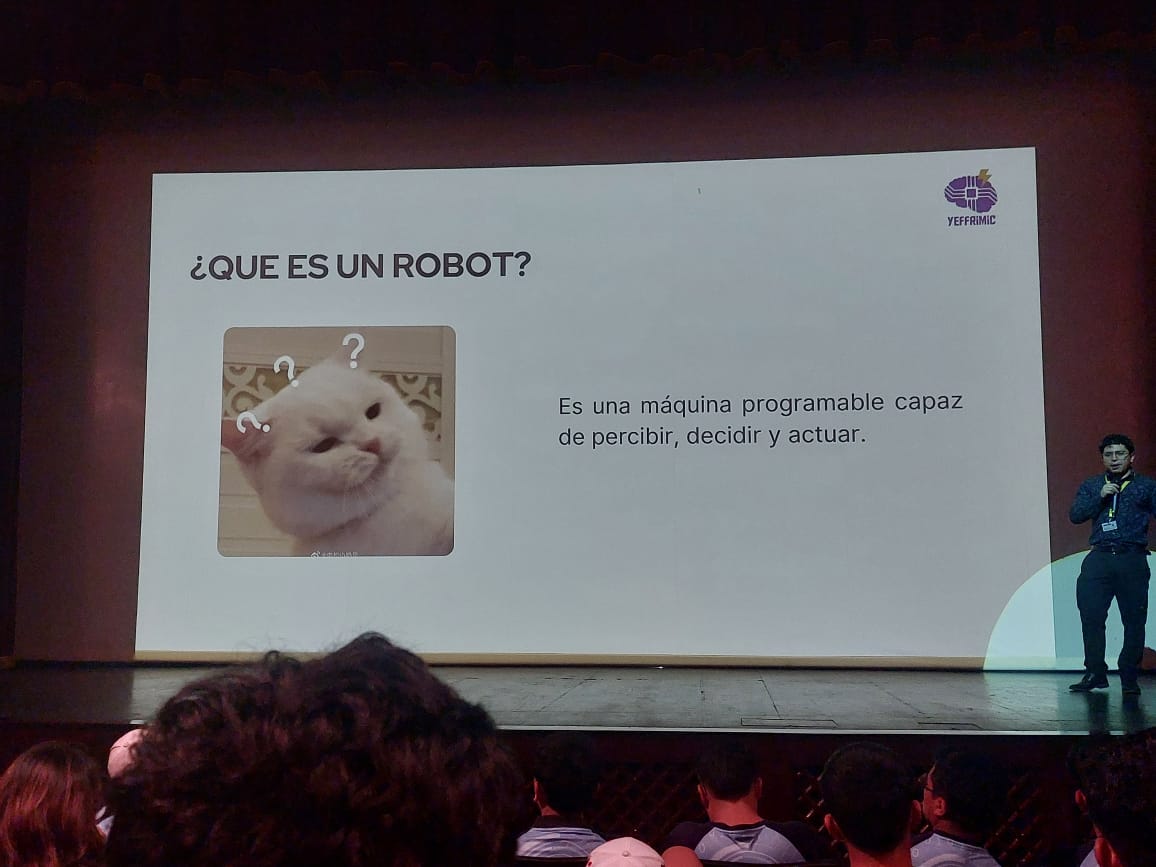 YEFFRIMIC
¿QUE ES UN ROBOT?
? ? ?
Es una máquina programable capaz
de percibir, decidir y actuar.